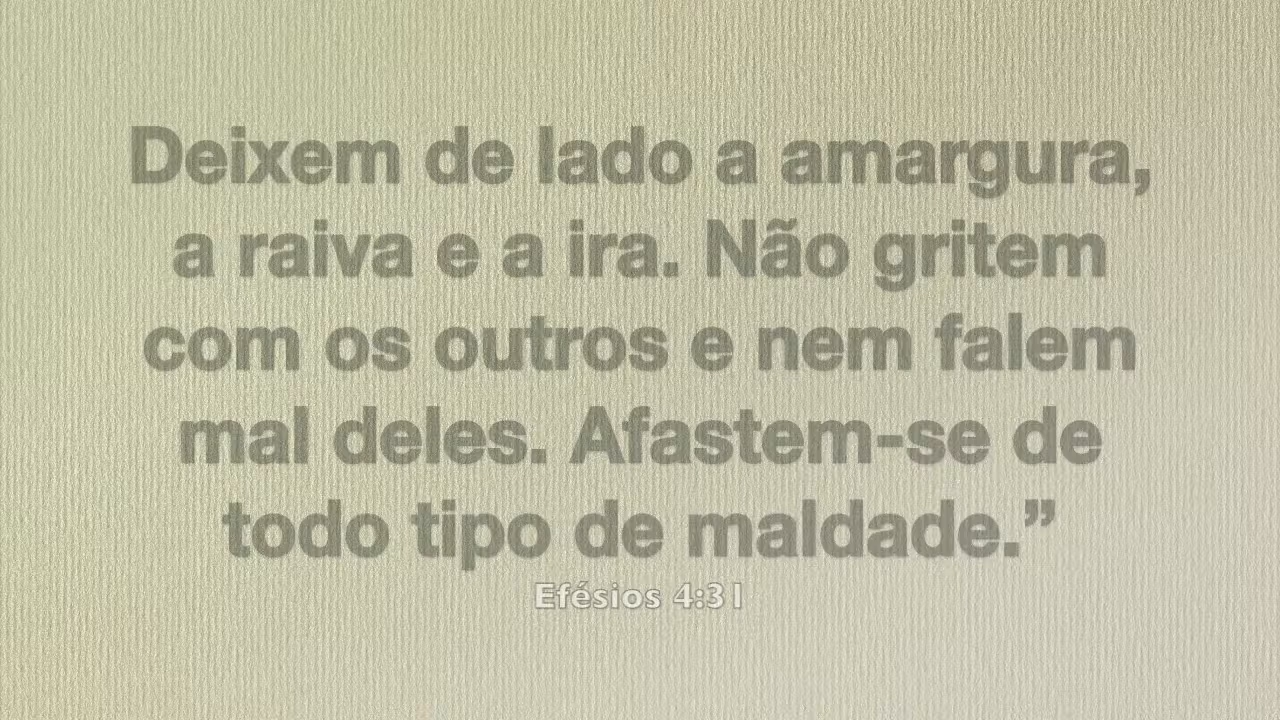 Deixem de lado a amargura,
a raiva e a ira. Não gritem
com os outros e nem falem
mal deles. Afastem-se de
todo tipo de maldade.”
Efésios 4:31